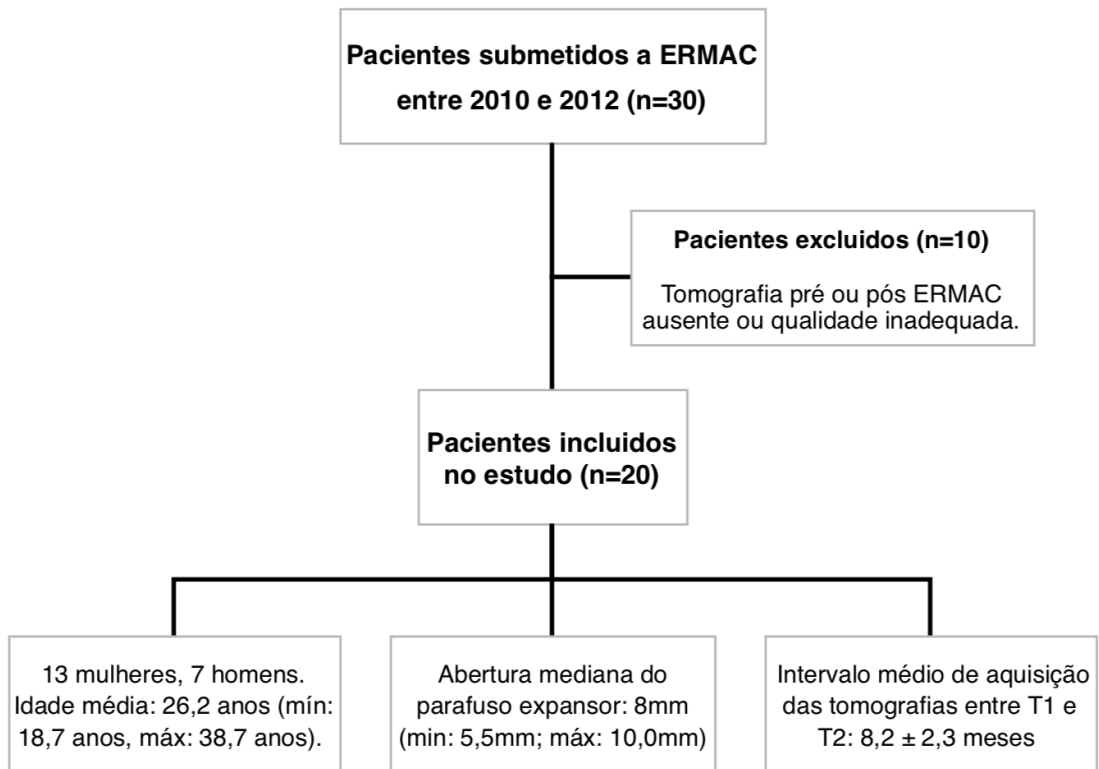 Pacientes submetidos a ERMAC
entre 2010 e 2012 (n=30)
Pacientes excluidos (n=10)
Tomografia pré ou pós ERMAC
ausente ou qualidade inadequada.
Pacientes incluidos
no estudo (n=20)
13 mulheres, 7 homens.
Idade média: 26,2 anos (mín:
18,7 anos, máx: 38,7 anos).
Abertura mediana do
parafuso expansor: 8mm
(min: 5,5mm; máx: 10,0mm)
Intervalo médio de aquisição
das tomografias entre T1 e
T2: 8,2 ± 2,3 meses